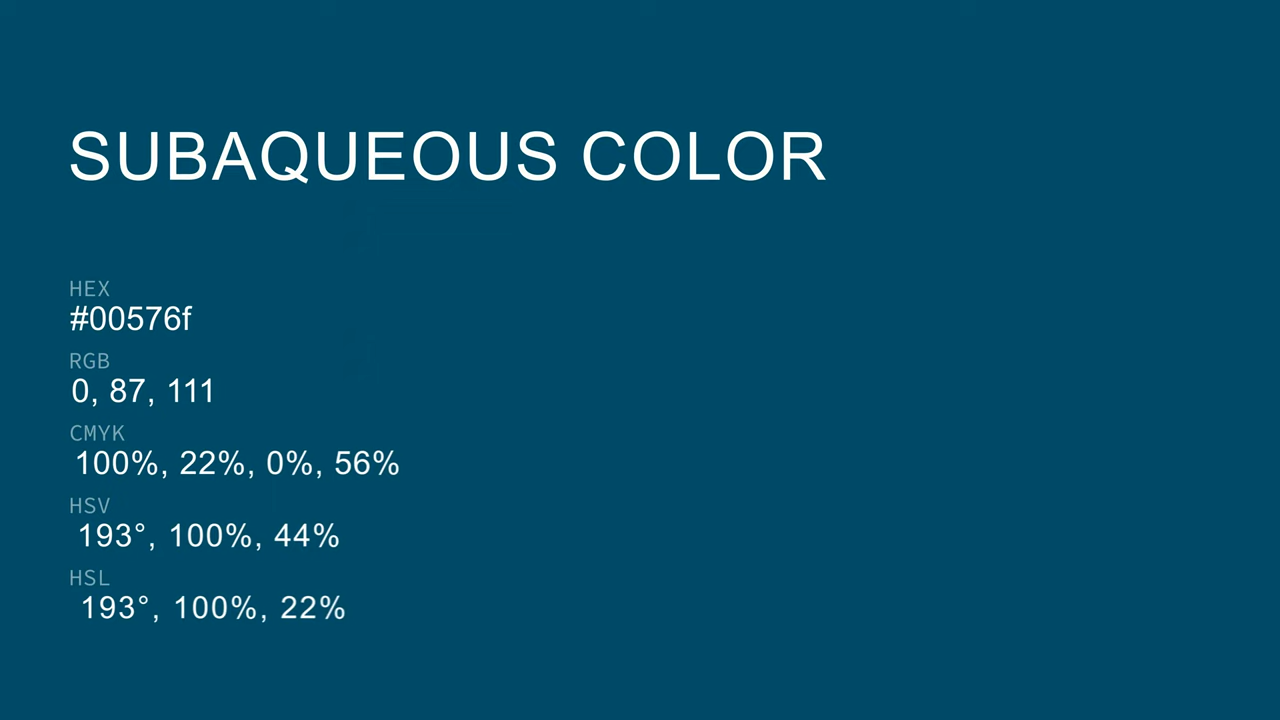 SUBAQUEOUS COLOR
HEX
#00576f
RGB
0, 87, 111
CMYK
100%, 22%, 0%, 56%
HSV
193°, 100%, 44%
HSL
193°, 100%, 22%